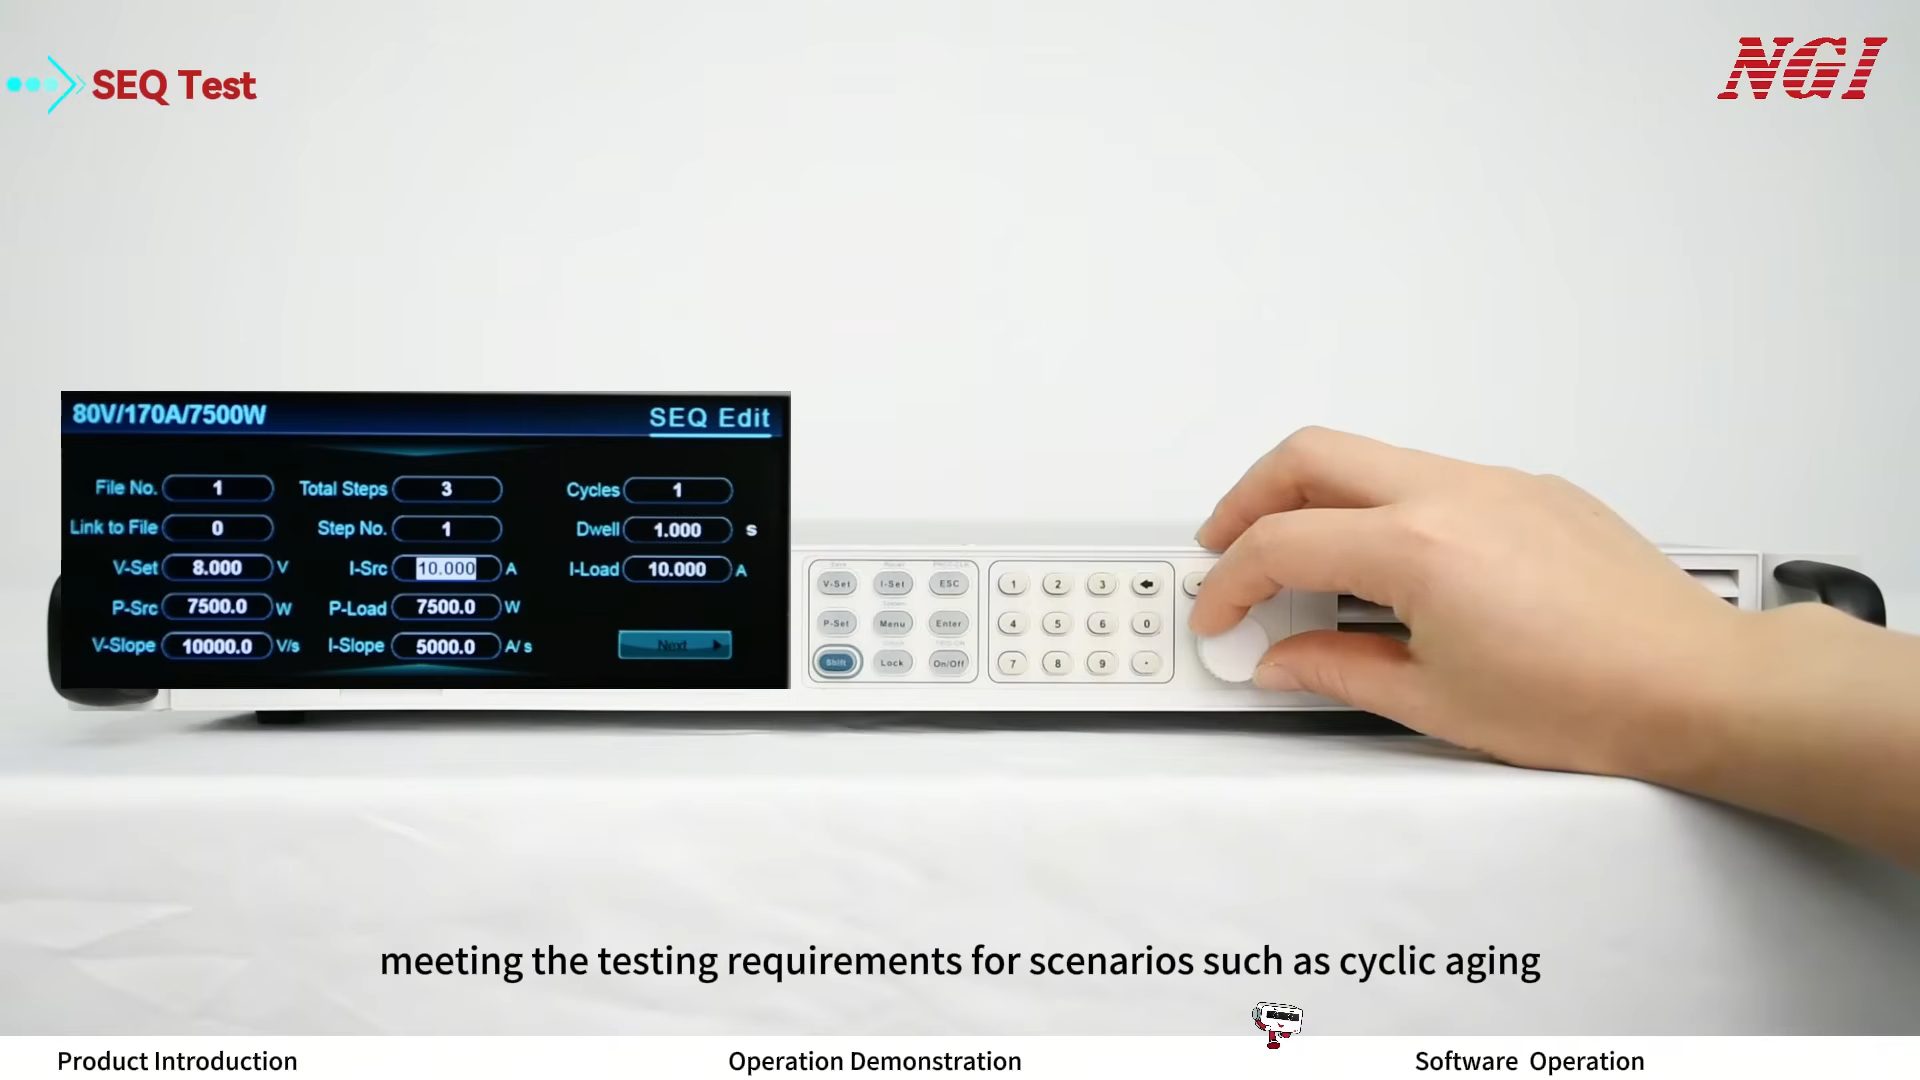 SEQ Test
NGI
80V/170A/7500W
SEQ Edit
File No. 1 Total Steps 3 Cycles 1
Link to File 0 Step No. 1 Dwell 1.000 s
V-Set 8.000 V I-Src 10.000 A I-Load 10.000 A
P-Src 7500.0 W P-Load 7500.0 W
V-Slope 10000.0 V/s I-Slope 5000.0 A/s Next
V-Set I-Set ESC 1 2 3
P-Set Menu Enter 4 5 6 0
Shift Lock On/Off 7 8 9 .
meeting the testing requirements for scenarios such as cyclic aging
Product Introduction
Operation Demonstration
Software Operation